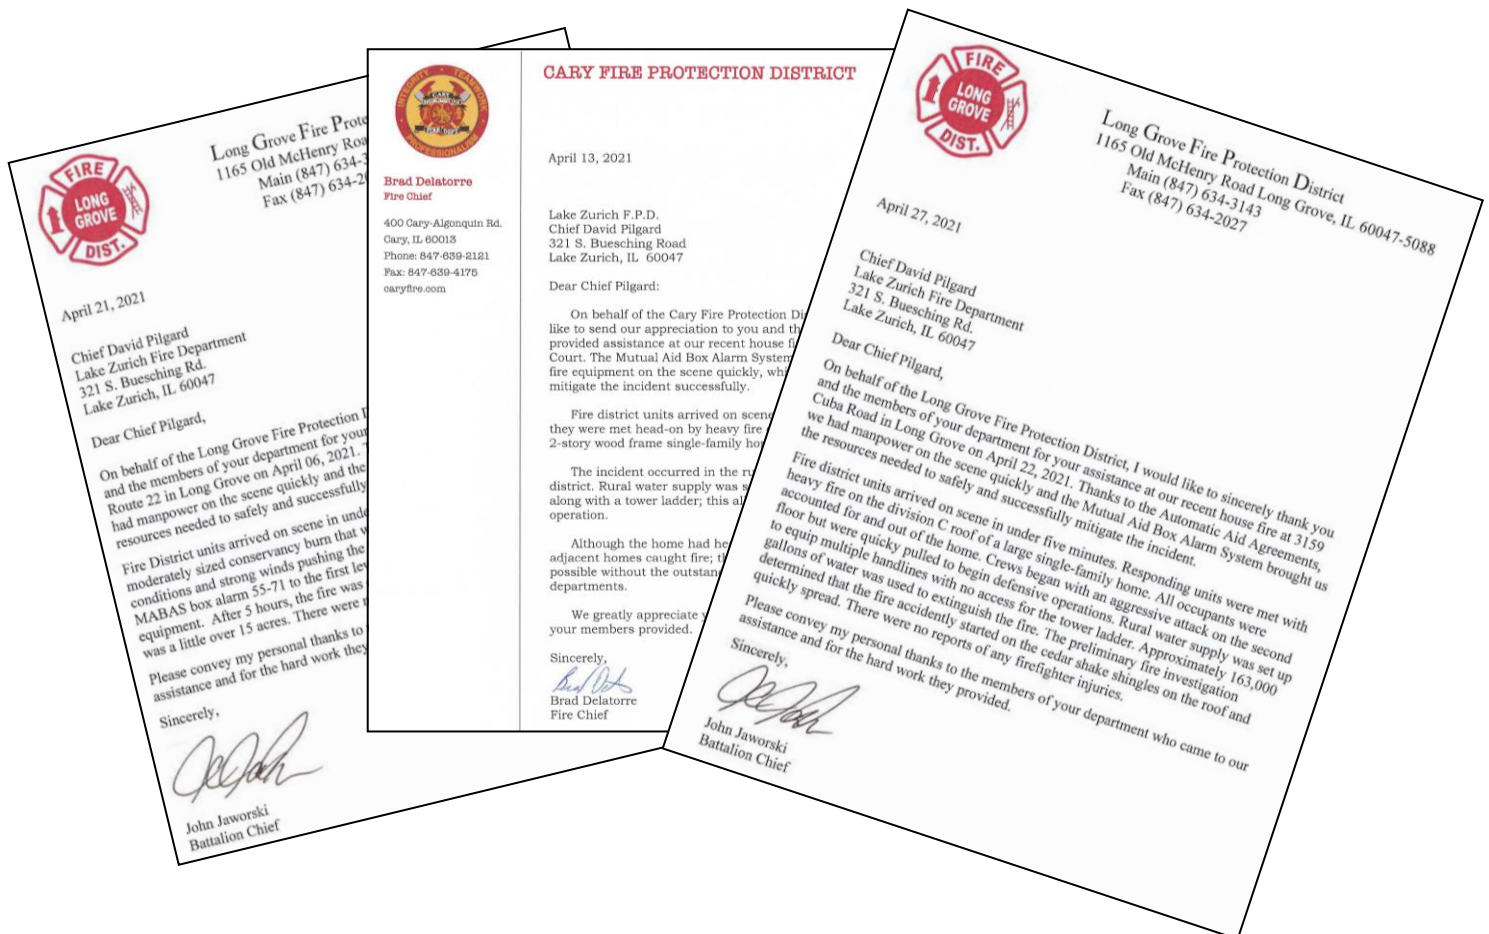 FIRE
LONG
GROVE
DIST.
Long Grove Fire Prote
1165 Old McHenry Roa
Main (847) 634-3
Fax (847) 634-2
April 21, 2021
Chief David Pilgard
Lake Zurich Fire Department
321 S. Buesching Rd.
Lake Zurich, IL 60047
Dear Chief Pilgard,
On behalf of the Long Grove Fire Protection
and the members of your department for your
Route 22 in Long Grove on April 06, 2021.
had manpower on the scene quickly and the
resources needed to safely and successfully
Fire District units arrived on scene in unde
moderately sized conservancy burn that
conditions and strong winds pushing the
MABAS box alarm 55-71 to the first le
equipment. After 5 hours, the fire was
was a little over 15 acres. There were
Please convey my personal thanks to
assistance and for the hard work they
Sincerely,
John Jaworski
Battalion Chief
INTEGRITY • TEAMWORK
PROFESSIONALISM
CARY
FIRE DEPT
CARY FIRE PROTECTION DISTRICT
Brad Delatorre
Fire Chief
400 Cary-Algonquin Rd.
Cary, IL 60013
Phone: 847-639-2121
Fax: 847-639-4175
caryfire.com
April 13, 2021
Lake Zurich F.P.D.
Chief David Pilgard
321 S. Buesching Road
Lake Zurich, IL 60047
Dear Chief Pilgard:
On behalf of the Cary Fire Protection Di
like to send our appreciation to you and th
provided assistance at our recent house fi
Court. The Mutual Aid Box Alarm System
fire equipment on the scene quickly, whi
mitigate the incident successfully.
Fire district units arrived on scene
they were met head-on by heavy fire
2-story wood frame single-family ho
The incident occurred in the ru
district. Rural water supply was s
along with a tower ladder; this al
operation.
Although the home had he
adjacent homes caught fire; t
possible without the outstan
departments.
We greatly appreciate
your members provided.
Sincerely,
Brad Delatorre
Fire Chief
FIRE
LONG
GROVE
DIST.
Long Grove Fire Protection District
1165 Old McHenry Road Long Grove, IL 60047-5088
Main (847) 634-3143
Fax (847) 634-2027
April 27, 2021
Chief David Pilgard
Lake Zurich Fire Department
321 S. Buesching Rd.
Lake Zurich, IL 60047
Dear Chief Pilgard,
On behalf of the Long Grove Fire Protection District, I would like to sincerely thank you
and the members of your department for your assistance at our recent house fire at 3159
Cuba Road in Long Grove on April 22, 2021. Thanks to the Automatic Aid Agreements,
we had manpower on the scene quickly and the Mutual Aid Box Alarm System brought us
the resources needed to safely and successfully mitigate the incident.
Fire district units arrived on scene in under five minutes. Responding units were met with
heavy fire on the division C roof of a large single-family home. All occupants were
accounted for and out of the home. Crews began with an aggressive attack on the second
floor but were quicky pulled to begin defensive operations. Rural water supply was set up
to equip multiple handlines with no access for the tower ladder. Approximately 163,000
gallons of water was used to extinguish the fire. The preliminary fire investigation
determined that the fire accidently started on the cedar shake shingles on the roof and
quickly spread. There were no reports of any firefighter injuries.
Please convey my personal thanks to the members of your department who came to our
assistance and for the hard work they provided.
Sincerely,
John Jaworski
Battalion Chief